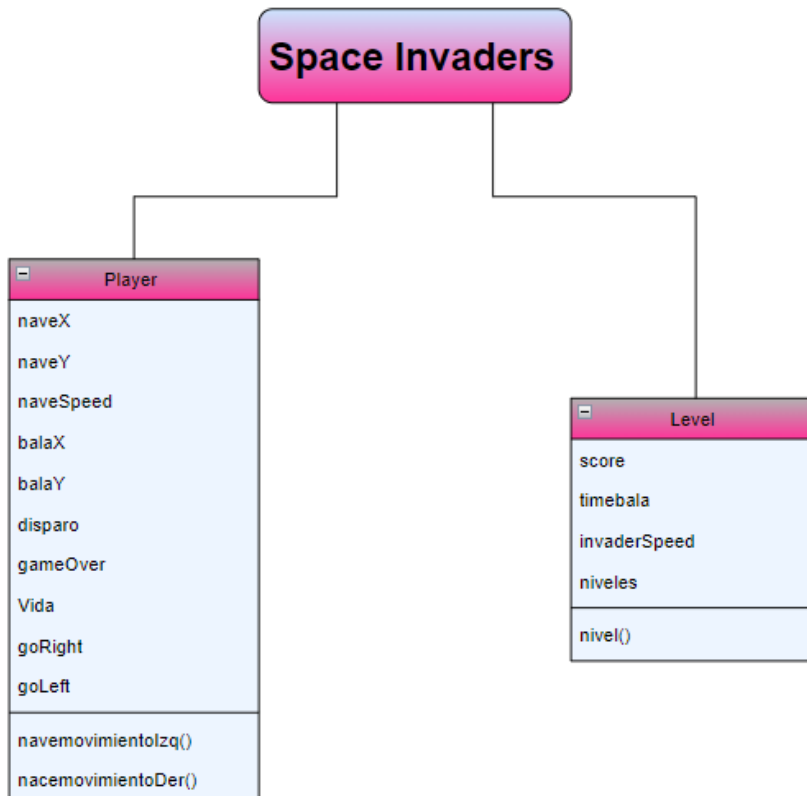 Space Invaders
Player
naveX
naveY
naveSpeed
balaX
balaY
disparo
gameOver
Vida
goRight
goLeft
navemovimientoIzq()
nacemovimientoDer()
Level
score
timebala
invaderSpeed
niveles
nivel()